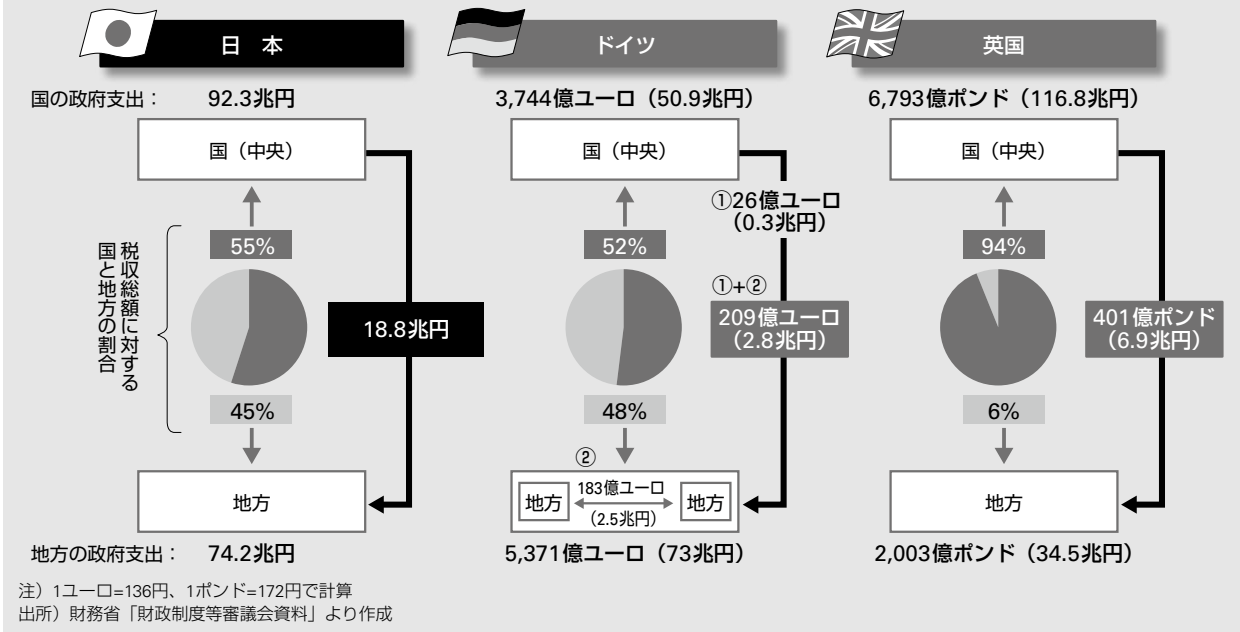 日 本
ドイツ
英国
国の政府支出： 92.3兆円
3,744億ユーロ（50.9兆円）
6,793億ポンド（116.8兆円）
国（中央）
国（中央）
国（中央）
①26億ユーロ
（0.3兆円）
55%
52%
94%
税収総額に対する
国と地方の割合
18.8兆円
①+②
209億ユーロ
（2.8兆円）
401億ポンド
（6.9兆円）
45%
48%
6%
②
地方
地方
183億ユーロ
（2.5兆円）
地方
地方
地方の政府支出： 74.2兆円
5,371億ユーロ（73兆円）
2,003億ポンド（34.5兆円）
注）1ユーロ=136円、1ポンド=172円で計算
出所）財務省「財政制度等審議会資料」より作成